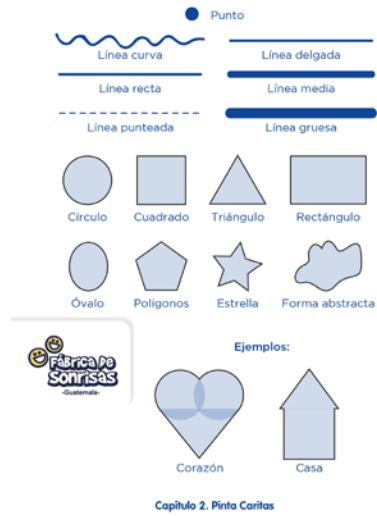 Punto
Línea curva
Línea delgada
Línea recta
Línea media
Línea punteada
Línea gruesa
Círculo Cuadrado Triángulo Rectángulo
Óvalo Polígonos Estrella Forma abstracta
FÁBRICA DE
SONRISAS
-Guatemala-
Ejemplos:
Corazón Casa
Capítulo 2. Pinta Caritas